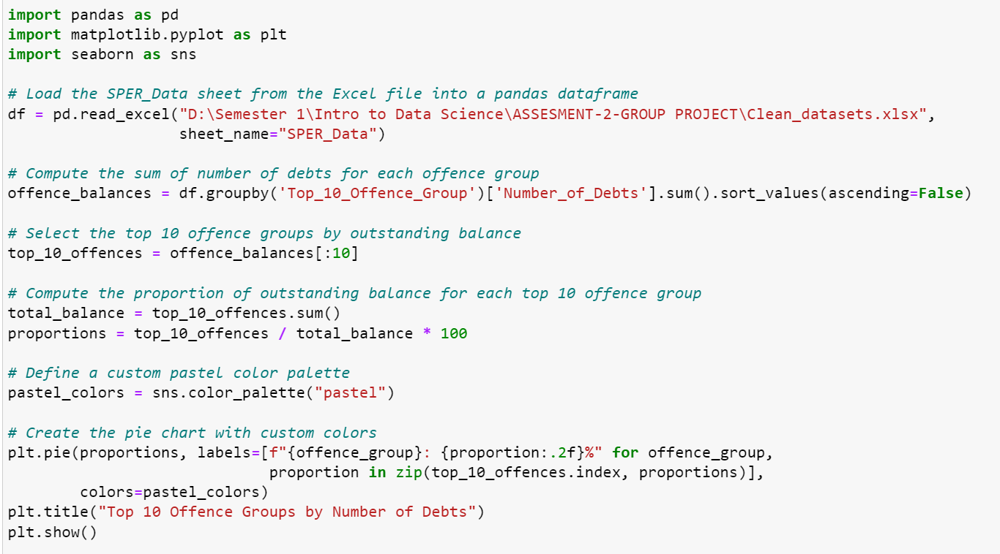 import pandas as pd
import matplotlib.pyplot as plt
import seaborn as sns
# Load the SPER_Data sheet from the Excel file into a pandas dataframe
df = pd.read_excel("D:\Semester 1\Intro to Data Science\ASSESMENT-2-GROUP PROJECT\Clean_datasets.xlsx",
                   sheet_name="SPER_Data")
# Compute the sum of number of debts for each offence group
offence_balances = df.groupby('Top_10_Offence_Group')['Number_of_Debts'].sum().sort_values(ascending=False)
# Select the top 10 offence groups by outstanding balance
top_10_offences = offence_balances[:10]
# Compute the proportion of outstanding balance for each top 10 offence group
total_balance = top_10_offences.sum()
proportions = top_10_offences / total_balance * 100
# Define a custom pastel color palette
pastel_colors = sns.color_palette("pastel")
# Create the pie chart with custom colors
plt.pie(proportions, labels=[f"{offence_group}: {proportion:.2f}%" for offence_group,
                             proportion in zip(top_10_offences.index, proportions)],
        colors=pastel_colors)
plt.title("Top 10 Offence Groups by Number of Debts")
plt.show()